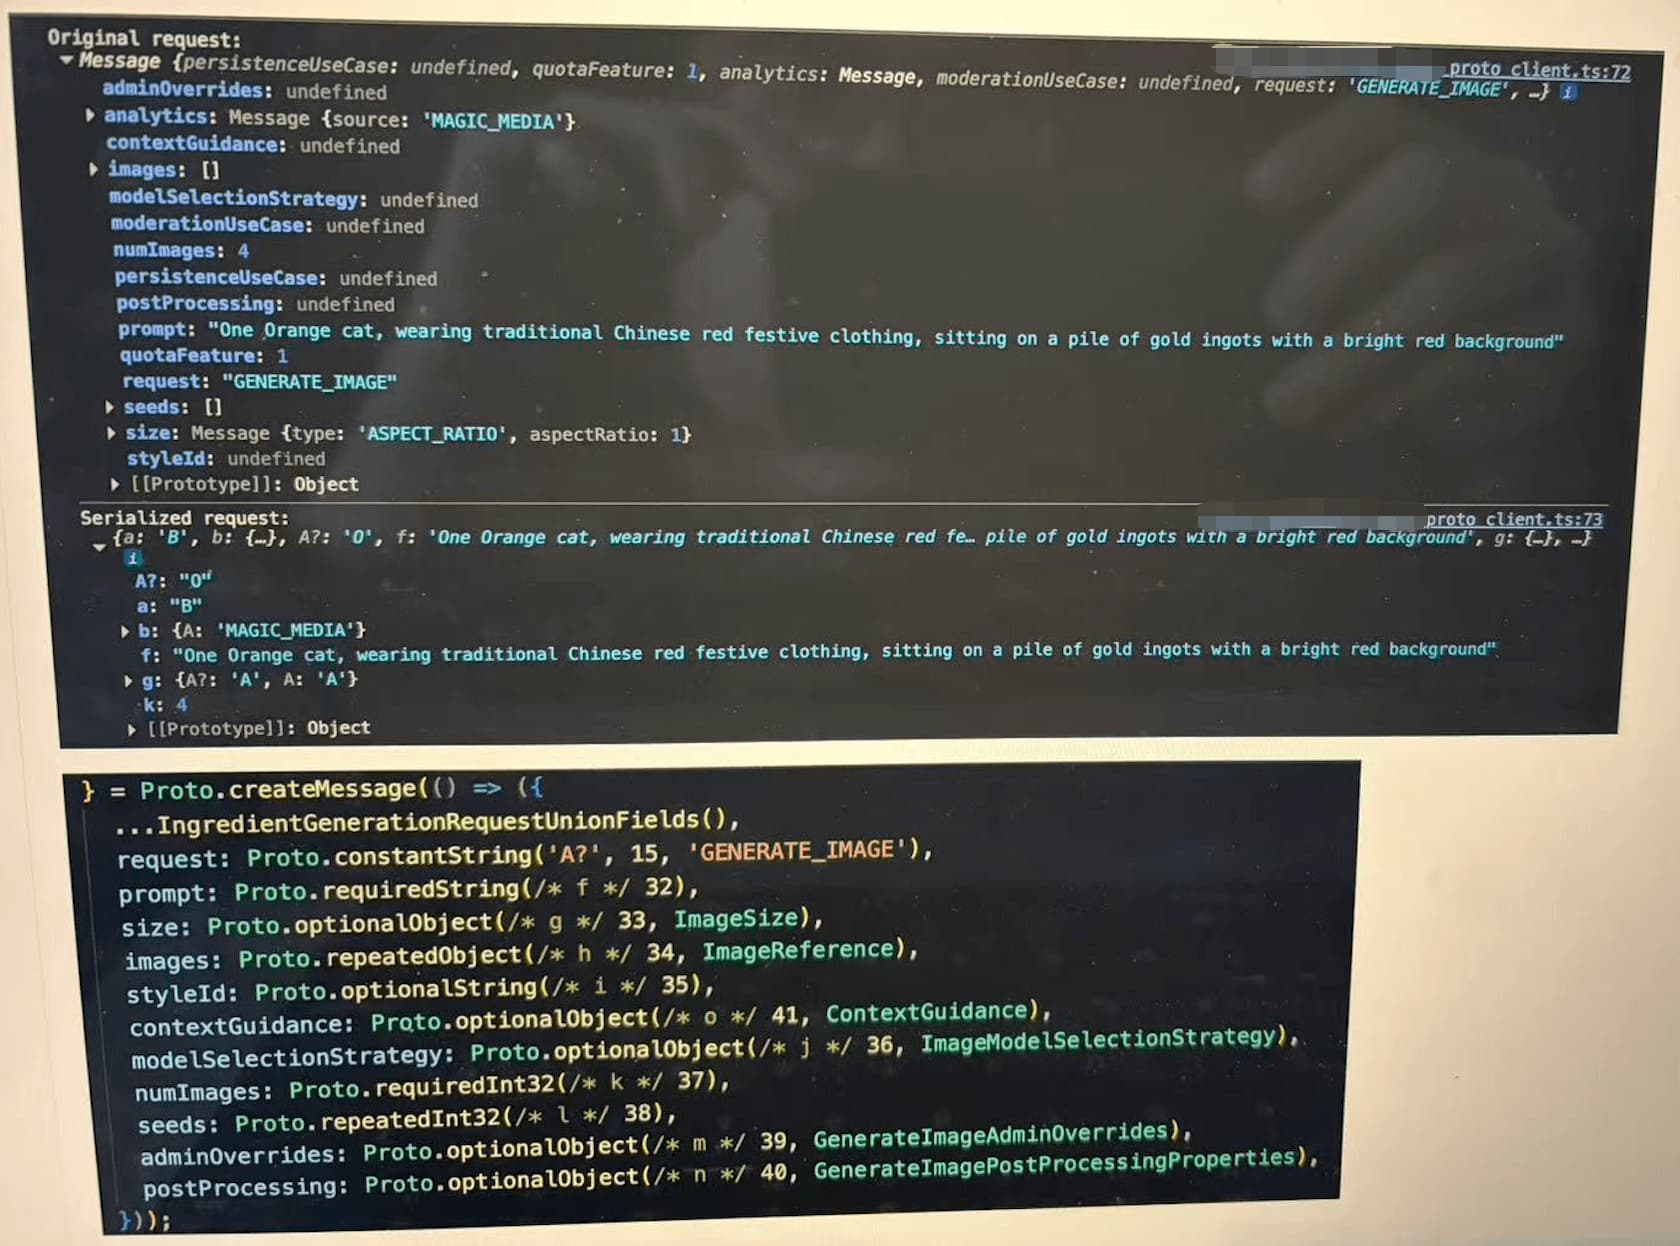 Original request:
proto client.ts:72
▼Message {persistenceUseCase: undefined, quotaFeature: 1, analytics: Message, moderationUseCase: undefined, request: 'GENERATE_IMAGE', …} i
adminOverrides: undefined
▶ analytics: Message {source: 'MAGIC_MEDIA'}
contextGuidance: undefined
▶ images: []
modelSelectionStrategy: undefined
moderationUseCase: undefined
numImages: 4
persistenceUseCase: undefined
postProcessing: undefined
prompt: "One Orange cat, wearing traditional Chinese red festive clothing, sitting on a pile of gold ingots with a bright red background"
quotaFeature: 1
request: "GENERATE_IMAGE"
▶ seeds: []
▶ size: Message {type: 'ASPECT_RATIO', aspectRatio: 1}
styleId: undefined
▶ [[Prototype]]: Object
Serialized request:
proto client.ts:73
▼ {a: 'B', b: {…}, A?: 'O', f: 'One Orange cat, wearing traditional Chinese red fe… pile of gold ingots with a bright red background', g: {…}, …}
i
A?: "O"
a: "B"
▶ b: {A: 'MAGIC_MEDIA'}
f: "One Orange cat, wearing traditional Chinese red festive clothing, sitting on a pile of gold ingots with a bright red background"
▶ g: {A?: 'A', A: 'A'}
k: 4
▶ [[Prototype]]: Object
} = Proto.createMessage(() => ({
...IngredientGenerationRequestUnionFields(),
request: Proto.constantString('A?', 15, 'GENERATE_IMAGE'),
prompt: Proto.requiredString(/* f */ 32),
size: Proto.optionalObject(/* g */ 33, ImageSize),
images: Proto.repeatedObject(/* h */ 34, ImageReference),
styleId: Proto.optionalString(/* i */ 35),
contextGuidance: Proto.optionalObject(/* o */ 41, ContextGuidance),
modelSelectionStrategy: Proto.optionalObject(/* j */ 36, ImageModelSelectionStrategy),
numImages: Proto.requiredInt32(/* k */ 37),
seeds: Proto.repeatedInt32(/* l */ 38),
adminOverrides: Proto.optionalObject(/* m */ 39, GenerateImageAdminOverrides),
postProcessing: Proto.optionalObject(/* n */ 40, GenerateImagePostProcessingProperties),
}));